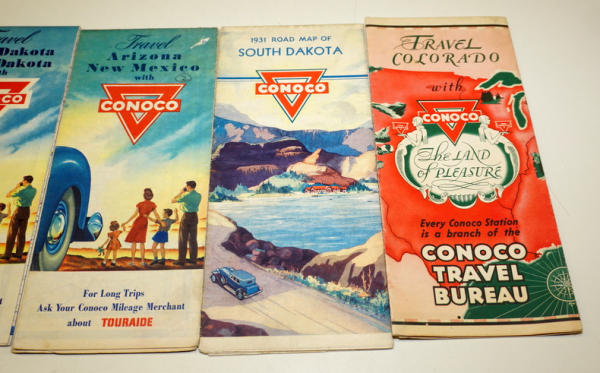 Travel
Dakota
Dakota
th
CO
Travel
Arizona
New Mexico
with
CONOCO
For Long Trips
Ask Your Conoco Mileage Merchant
about TOURAIDE
1931 ROAD MAP OF
SOUTH DAKOTA
CONOCO
TRAVEL
COLORADO
with
CONOCO
The LAND
of PLEASURE
Every Conoco Station
is a branch of the
CONOCO
TRAVEL
BUREAU